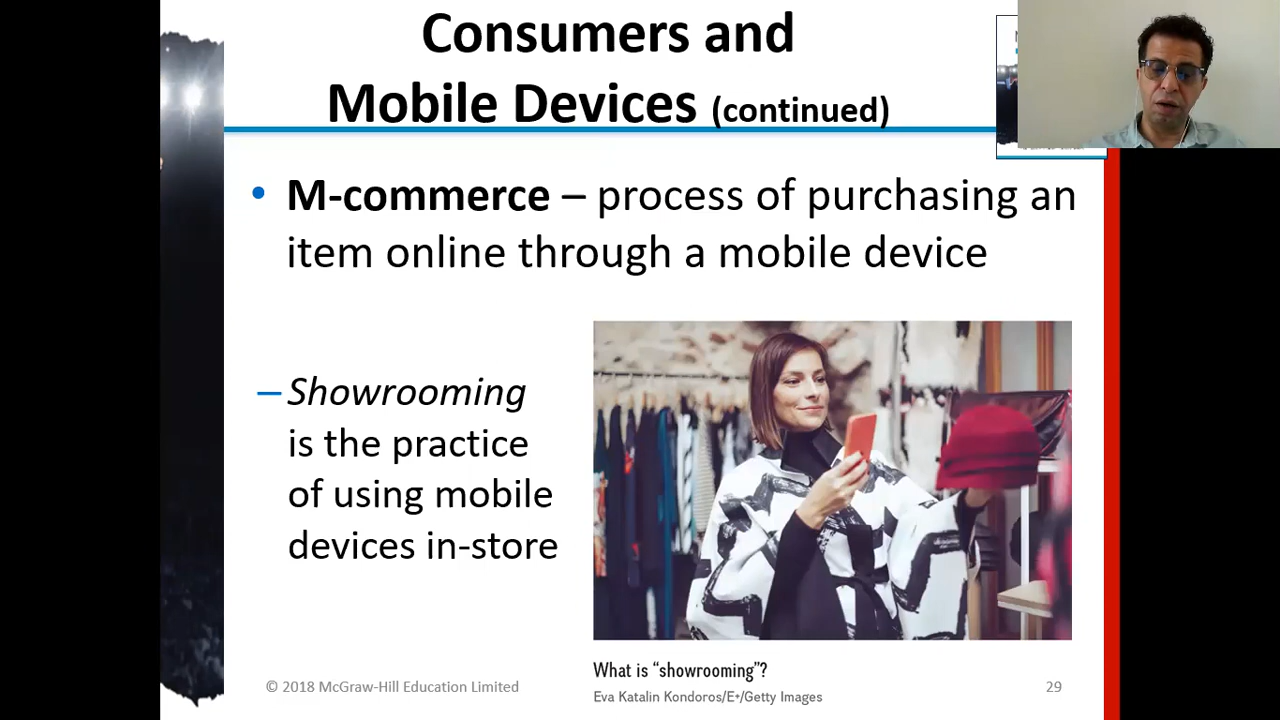 Consumers and
Mobile Devices (continued)
• M-commerce – process of purchasing an
item online through a mobile device
– Showrooming
is the practice
of using mobile
devices in-store
What is “showrooming”?
Eva Katalin Kondoros/E+/Getty Images
© 2018 McGraw-Hill Education Limited
29